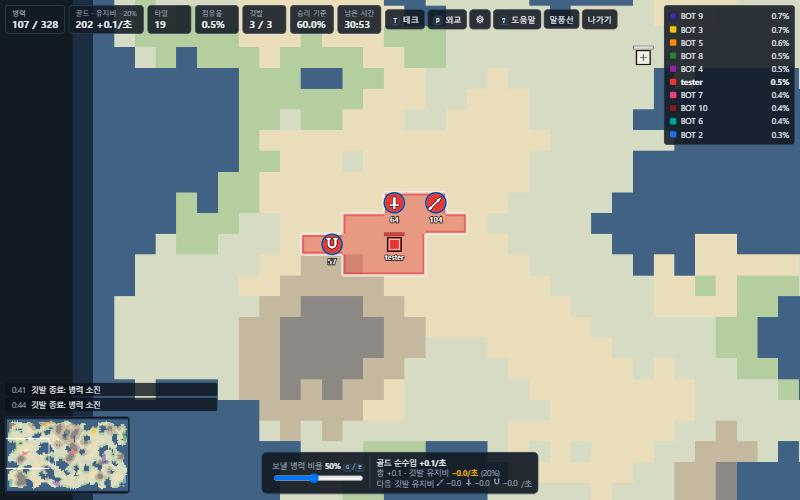 병력
107 / 328
골드 · 유지비 -20%
202 +0.1/초
타일
19
점유율
0.5%
깃발
3 / 3
승리 기준
60.0%
남은 시간
30:53
T 테크
P 외교
? 도움말
말풍선
나가기
BOT 9 0.7%
BOT 3 0.7%
BOT 5 0.6%
BOT 8 0.5%
BOT 4 0.5%
tester 0.5%
BOT 7 0.4%
BOT 10 0.4%
BOT 6 0.4%
BOT 2 0.3%
64
104
57
tester
0:41 깃발 종료: 병력 소진
0:44 깃발 종료: 병력 소진
보낼 병력 비율 50% Q / E
골드 순수입 +0.1/초
총 +0.1 · 깃발 유지비 −0.0/초 (20%)
다음 깃발 유지비 −0.0 −0.0 −0.0 /초